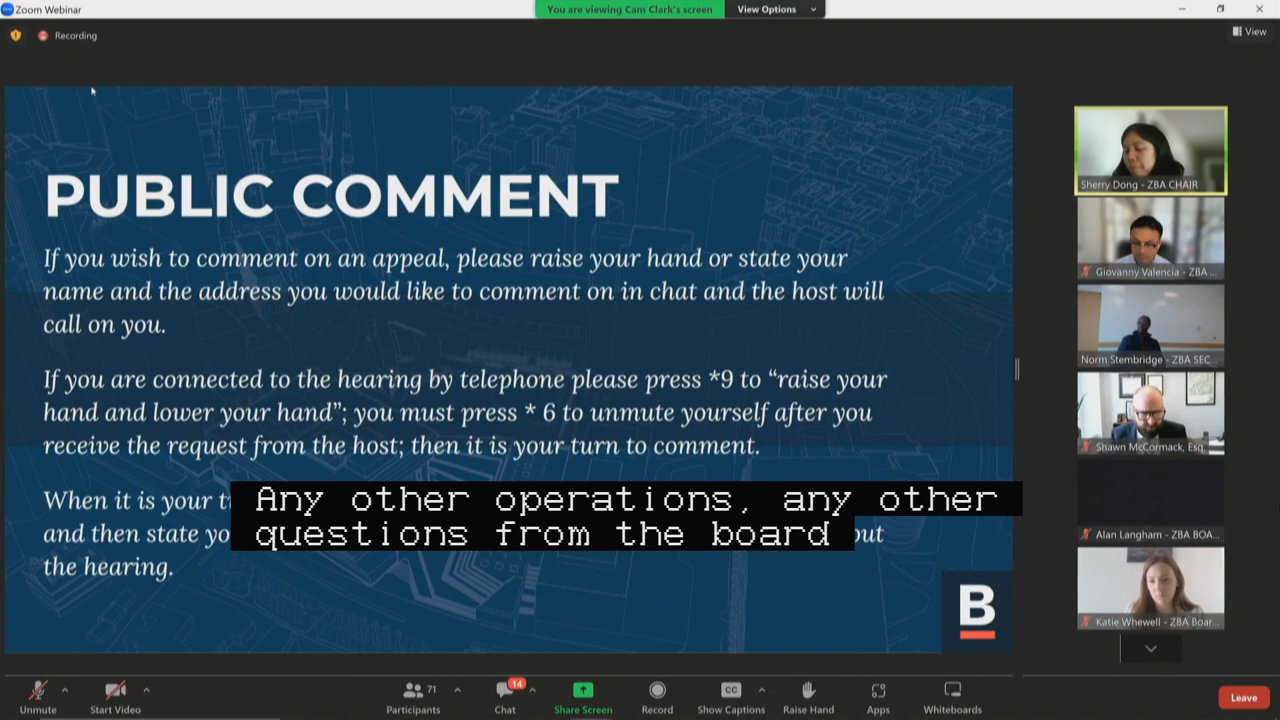 Zoom Webinar
You are viewing Cam Clark's screen
View Options
Recording
View
PUBLIC COMMENT
If you wish to comment on an appeal, please raise your hand or state your
name and the address you would like to comment on in chat and the host will
call on you.
If you are connected to the hearing by telephone please press *9 to “raise your
hand and lower your hand”; you must press * 6 to unmute yourself after you
receive the request from the host; then it is your turn to comment.
When it is your
and then state
the hearing.
Any other operations, any other
questions from the board
B
Sherry Dong - ZBA CHAIR
Giovanny Valencia - ZBA ...
Norm Stembridge - ZBA SEC...
Shawn McCormack, Esq.
Alan Langham - ZBA BOA...
Katie Whewell - ZBA Boar...
Unmute
Start Video
71
Participants
14
Chat
Share Screen
Record
CC
Show Captions
Raise Hand
Apps
Whiteboards
Leave